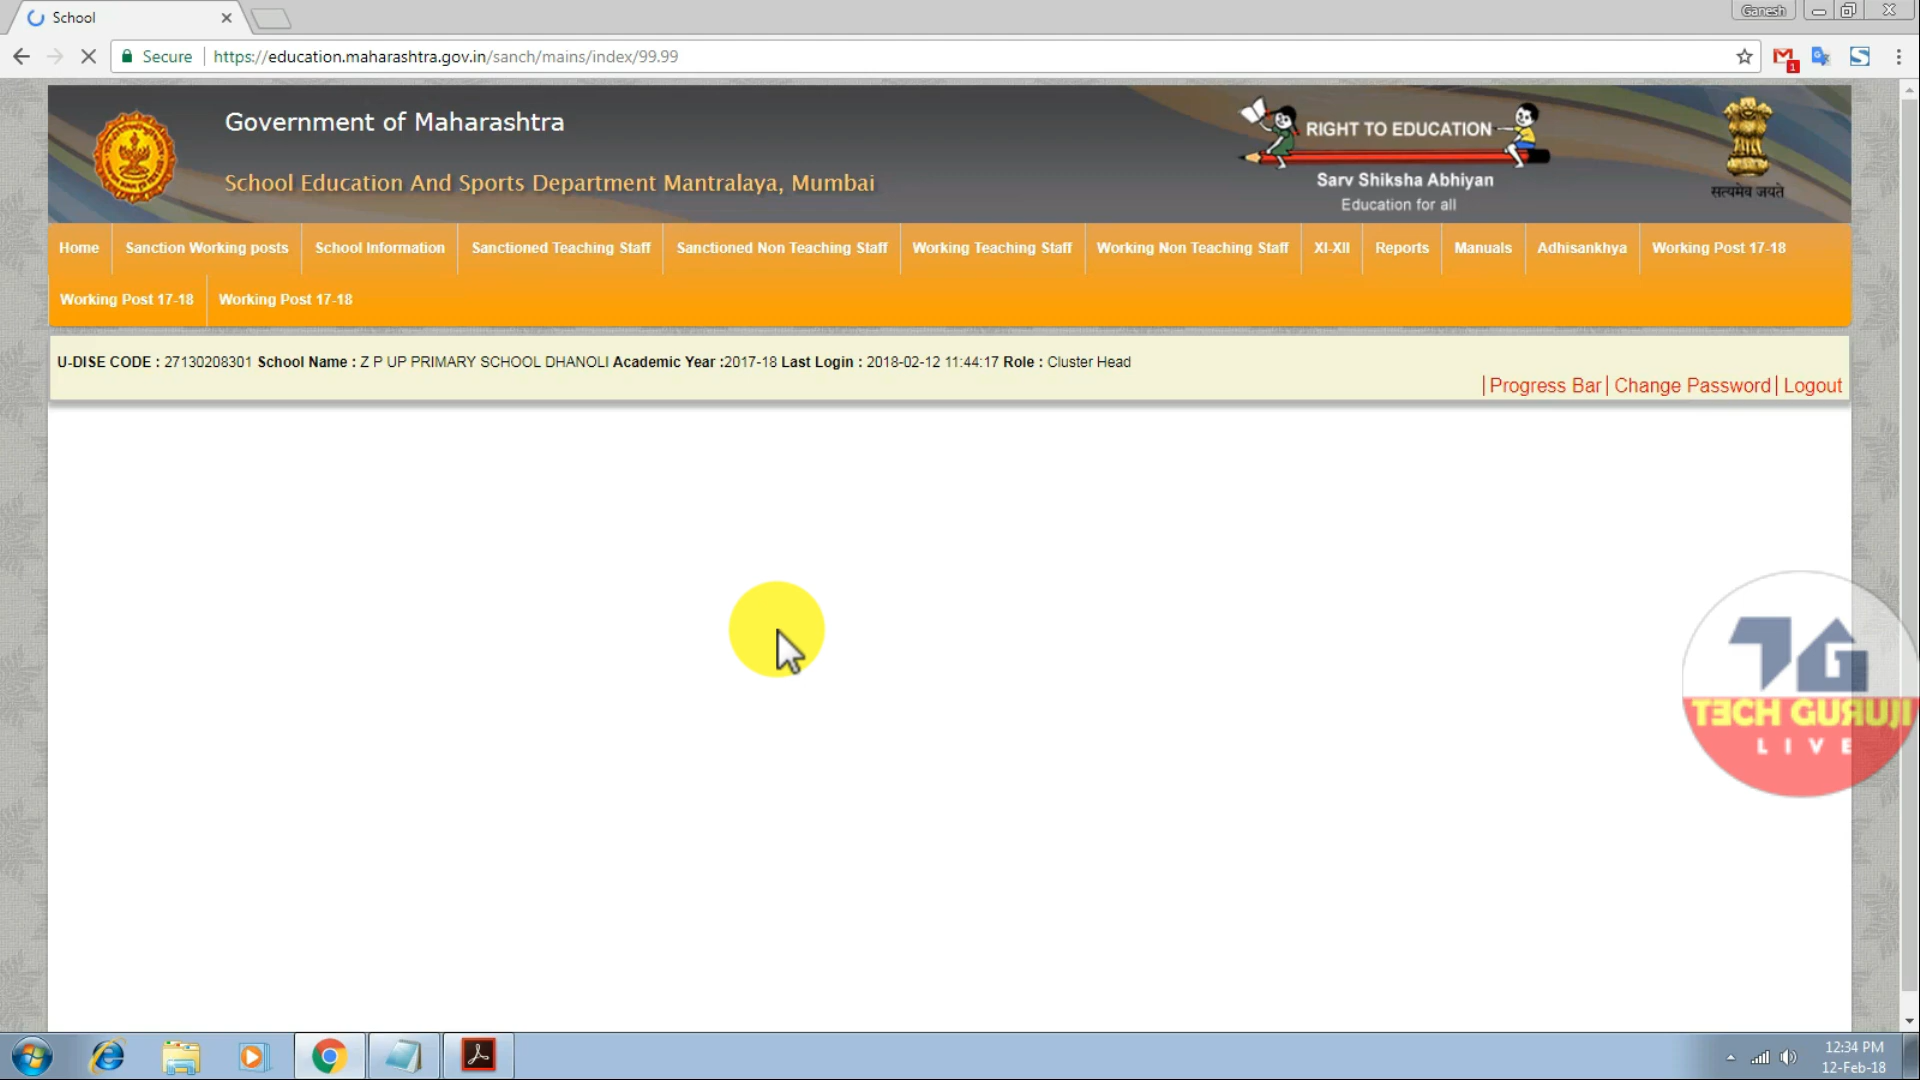 School
Ganesh
Secure https://education.maharashtra.gov.in/sanch/mains/index/99.99
1
Government of Maharashtra
School Education And Sports Department Mantralaya, Mumbai
RIGHT TO EDUCATION
Sarv Shiksha Abhiyan
Education for all
सत्यमेव जयते
Home Sanction Working posts School Information Sanctioned Teaching Staff Sanctioned Non Teaching Staff Working Teaching Staff Working Non Teaching Staff XI-XII Reports Manuals Adhisankhya Working Post 17-18
Working Post 17-18 Working Post 17-18
U-DISE CODE : 27130208301 School Name : Z P UP PRIMARY SCHOOL DHANOLI Academic Year :2017-18 Last Login : 2018-02-12 11:44:17 Role : Cluster Head
|Progress Bar| Change Password| Logout
TG
TECH GURUJI
LIVE
12:34 PM
12-Feb-18